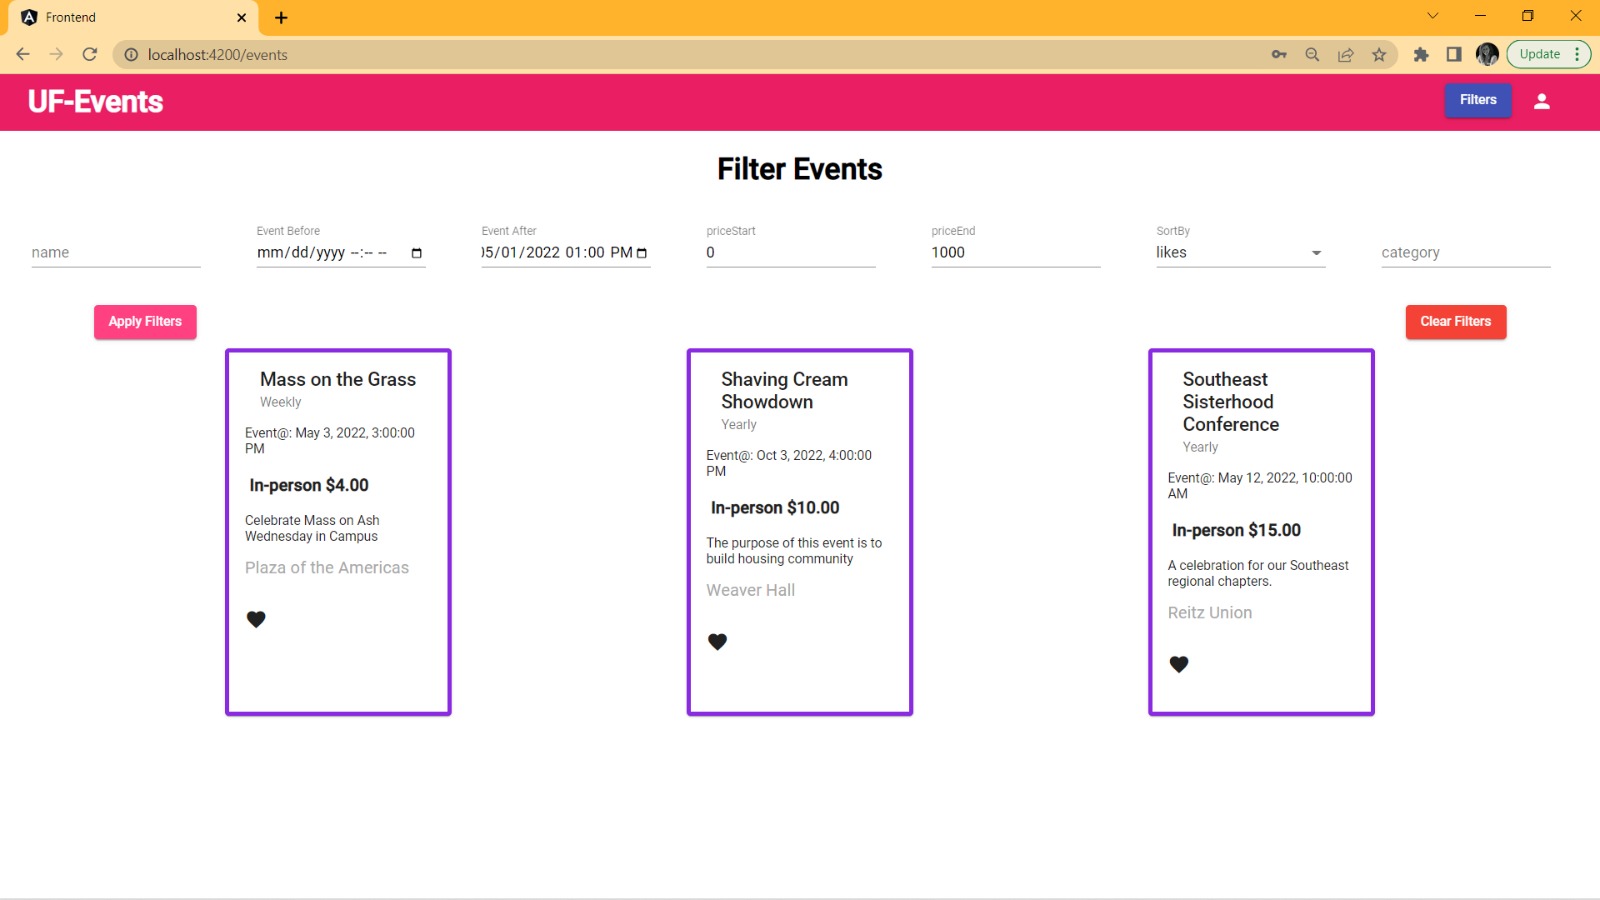 Frontend
localhost:4200/events
Update
UF-Events
Filters
Filter Events
name
Event Before
mm/dd/yyyy --:-- --
Event After
05/01/2022 01:00 PM
priceStart
0
priceEnd
1000
SortBy
likes
category
Apply Filters
Clear Filters
Mass on the Grass
Weekly
Event@: May 3, 2022, 3:00:00
PM
In-person $4.00
Celebrate Mass on Ash
Wednesday in Campus
Plaza of the Americas
Shaving Cream
Showdown
Yearly
Event@: Oct 3, 2022, 4:00:00
PM
In-person $10.00
The purpose of this event is to
build housing community
Weaver Hall
Southeast
Sisterhood
Conference
Yearly
Event@: May 12, 2022, 10:00:00
AM
In-person $15.00
A celebration for our Southeast
regional chapters.
Reitz Union